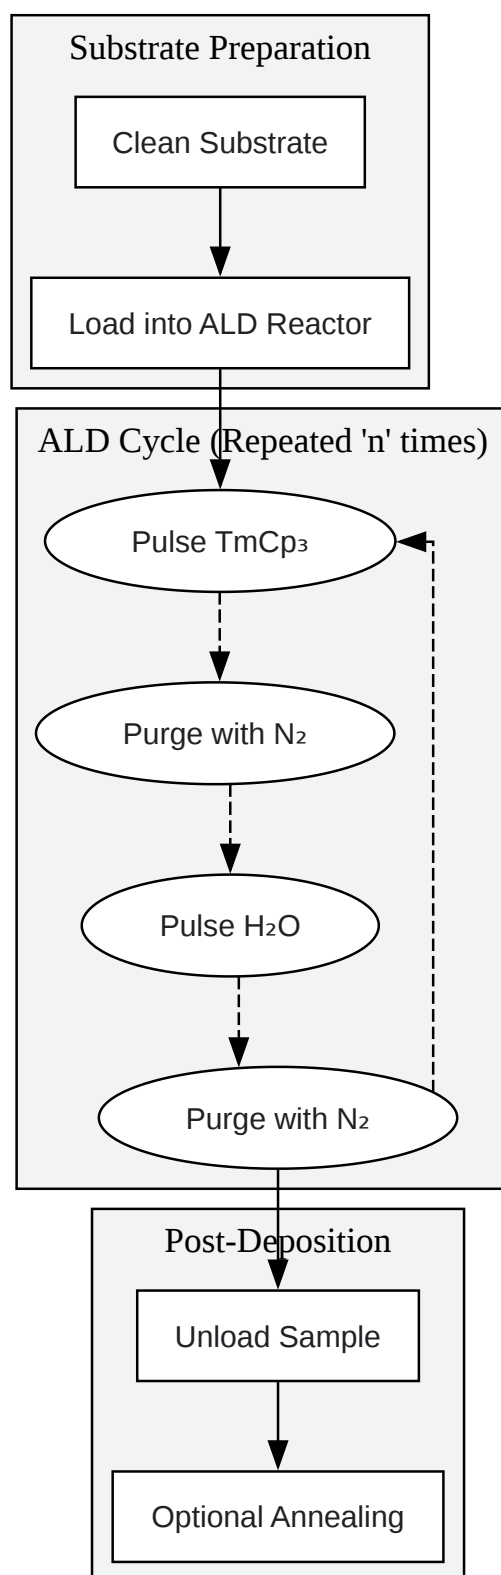 Substrate Preparation
Clean Substrate
Load into ALD Reactor
ALD Cycle (Repeated 'n' times)
Pulse TmCp₃
Purge with N₂
Pulse H₂O
Purge with N₂
Post-Deposition
Unload Sample
Optional Annealing